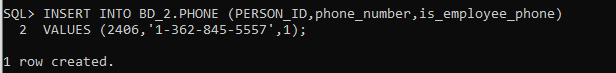 SQL> INSERT INTO BD_2.PHONE (PERSON_ID,phone_number,is_employee_phone)
2 VALUES (2406,'1-362-845-5557',1);
1 row created.